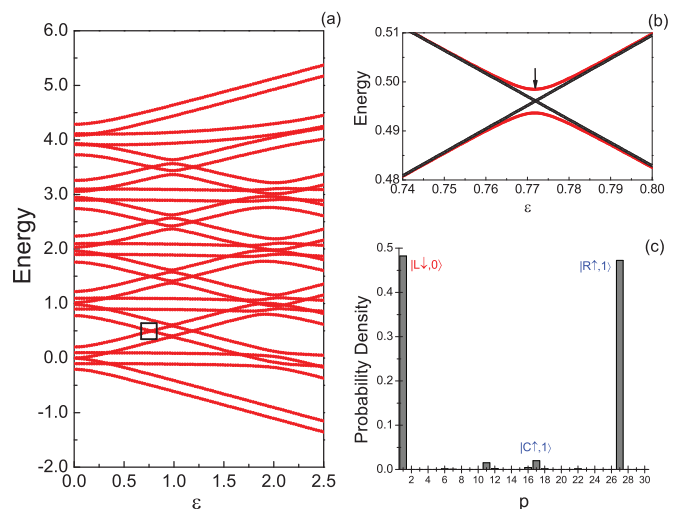 (a)
6.0
5.0
4.0
3.0
2.0
1.0
0.0
-1.0
-2.0
Energy
0.0 0.5 1.0 1.5 2.0 2.5
ε
(b)
0.51
0.50
0.49
0.48
Energy
0.74 0.75 0.76 0.77 0.78 0.79 0.80
ε
(c)
|L↓,0⟩
|R↑,1⟩
|C↑,1⟩
0.5
0.4
0.3
0.2
0.1
0.0
Probability Density
2 4 6 8 10 12 14 16 18 20 22 24 26 28 30
p